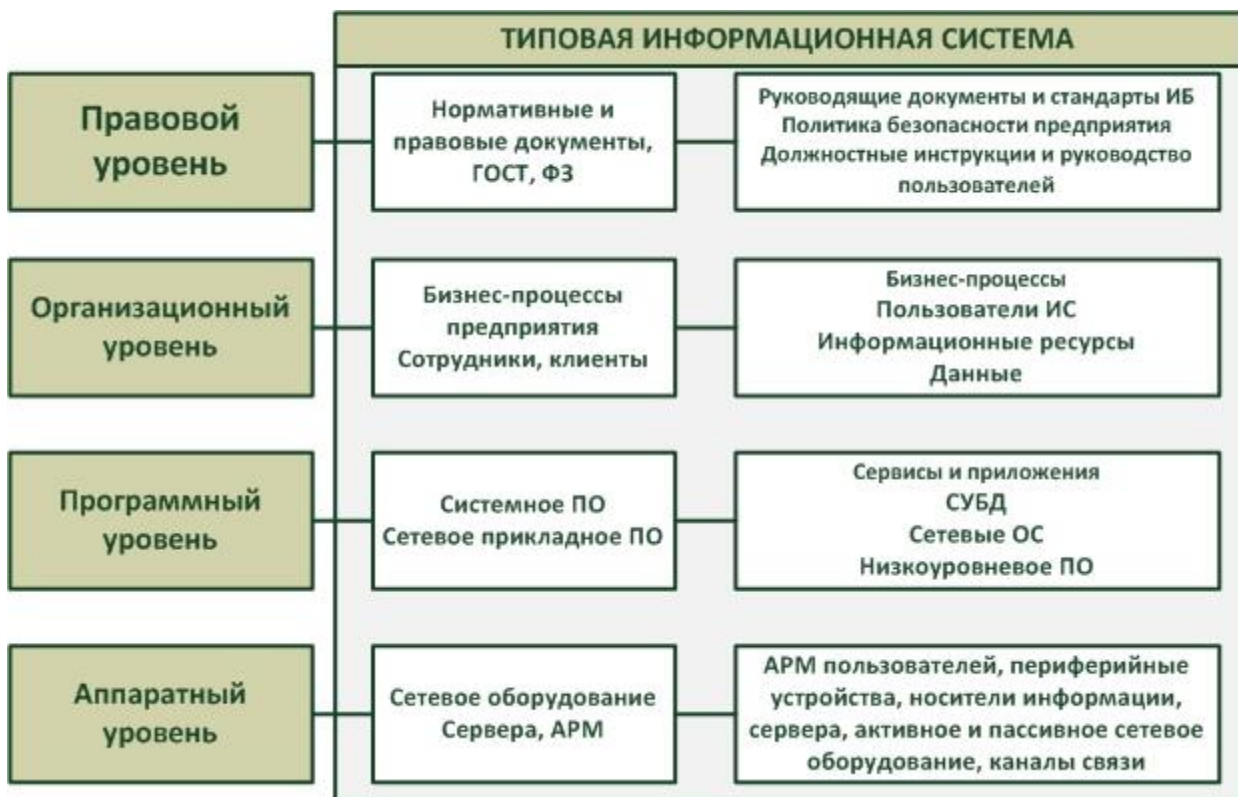 ТИПОВАЯ ИНФОРМАЦИОННАЯ СИСТЕМА
Правовой
уровень
Нормативные и
правовые документы,
ГОСТ, ФЗ
Руководящие документы и стандарты ИБ
Политика безопасности предприятия
Должностные инструкции и руководство
пользователей
Организационный
уровень
Бизнес-процессы
предприятия
Сотрудники, клиенты
Бизнес-процессы
Пользователи ИС
Информационные ресурсы
Данные
Программный
уровень
Системное ПО
Сетевое прикладное ПО
Сервисы и приложения
СУБД
Сетевые ОС
Низкоуровневое ПО
Аппаратный
уровень
Сетевое оборудование
Сервера, АРМ
АРМ пользователей, периферийные
устройства, носители информации,
сервера, активное и пассивное сетевое
оборудование, каналы связи